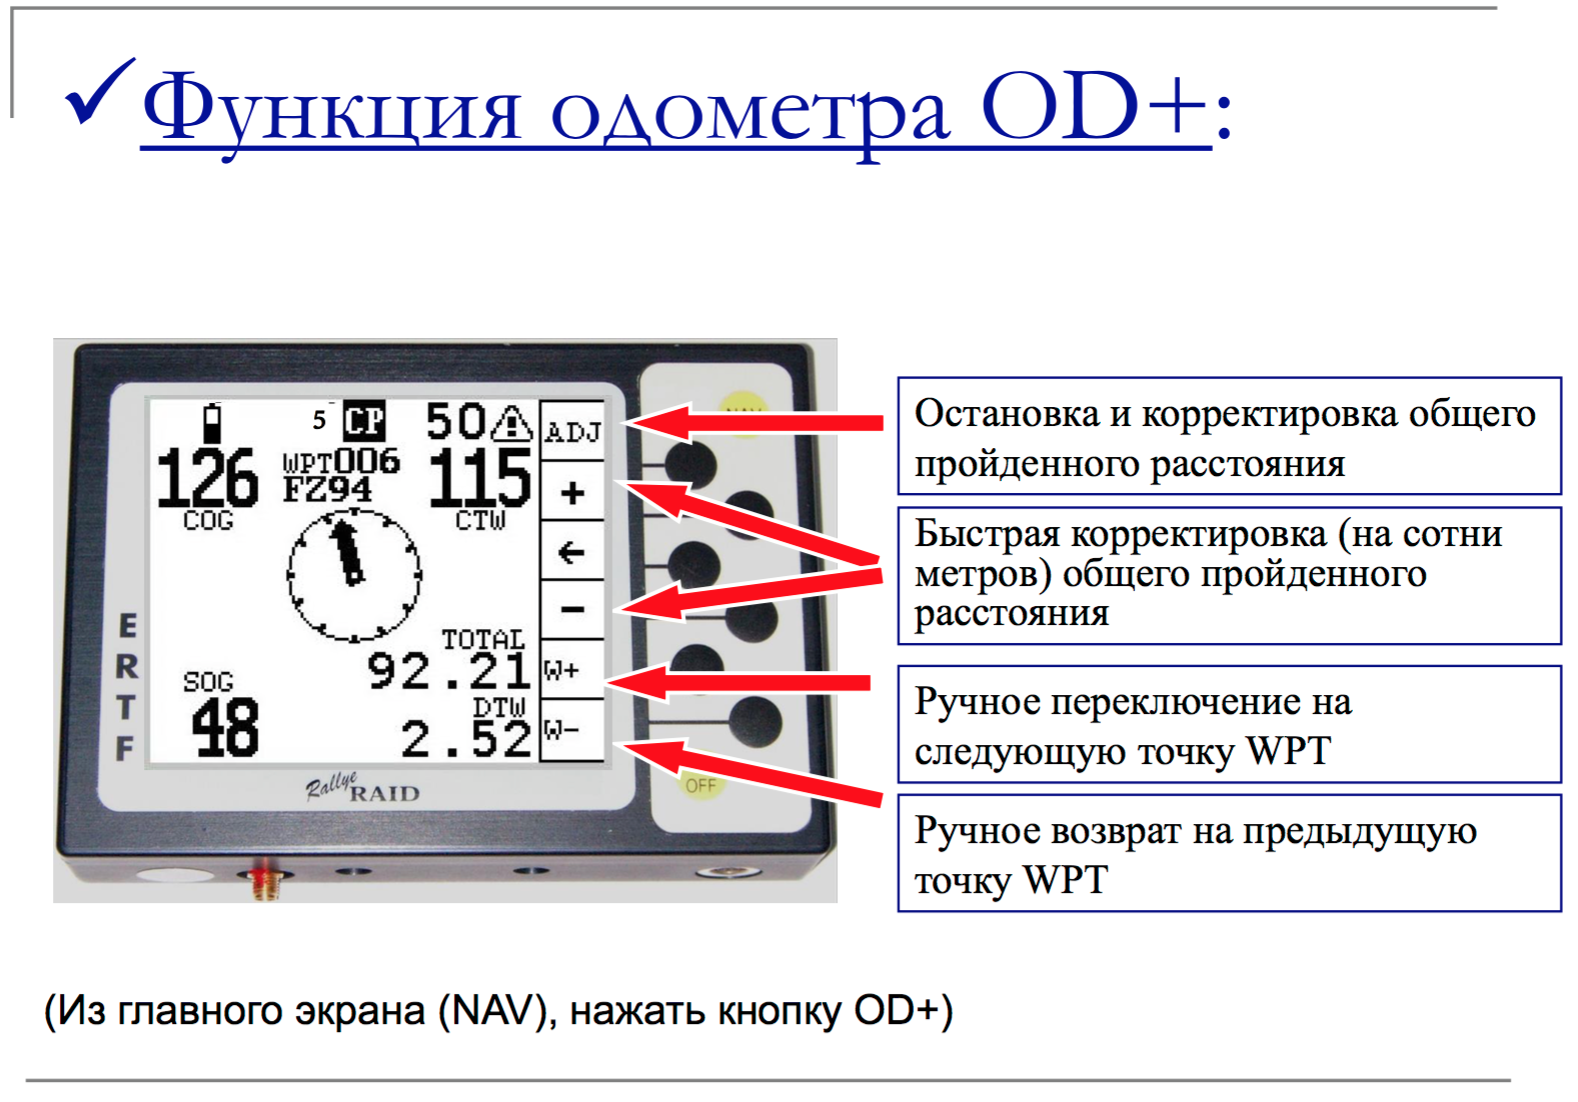 Функция одометра OD+:
5 CP 50
126 WPT006 115
FZ94
COG CTW
ADJ
+
←
-
W+
W-
TOTAL
92.21
SOG DTW
48 2.52
ERTF
Rallye RAID
NAV
OFF
Остановка и корректировка общего
пройденного расстояния
Быстрая корректировка (на сотни
метров) общего пройденного
расстояния
Ручное переключение на
следующую точку WPT
Ручное возврат на предыдущую
точку WPT
(Из главного экрана (NAV), нажать кнопку OD+)